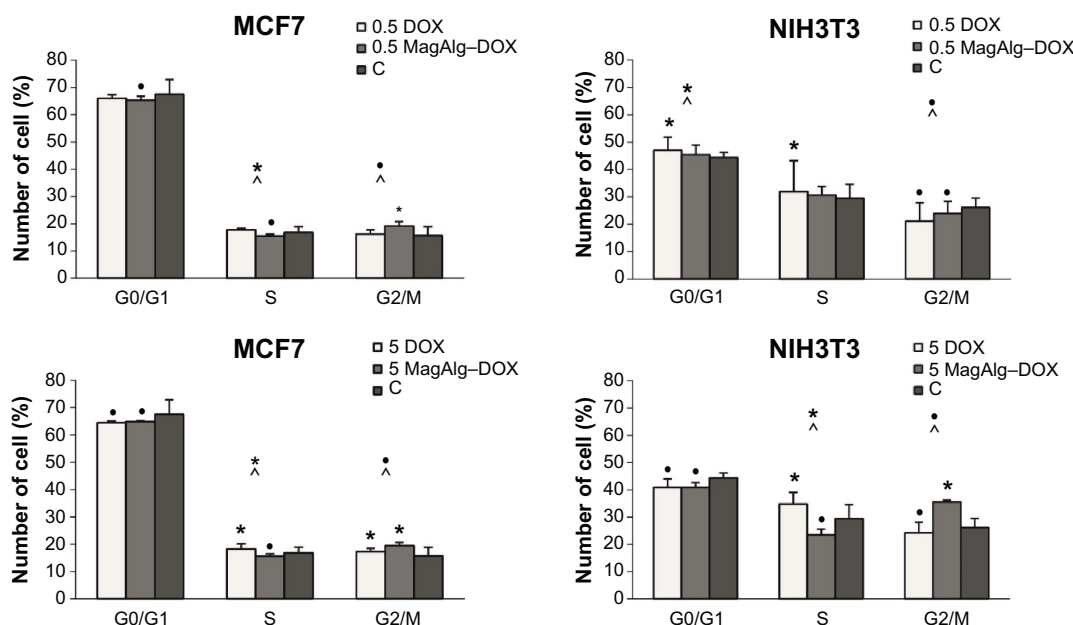 MCF7
0.5 DOX
0.5 MagAlg–DOX
C
Number of cell (%)
80
70
60
50
40
30
20
10
0
•
*
^
•
•
^
*
G0/G1 S G2/M
NIH3T3
0.5 DOX
0.5 MagAlg–DOX
C
Number of cell (%)
80
70
60
50
40
30
20
10
0
*
*
^
*
•
^
•
•
G0/G1 S G2/M
MCF7
5 DOX
5 MagAlg–DOX
C
Number of cell (%)
80
70
60
50
40
30
20
10
0
•
•
*
^
*
•
•
^
*
*
G0/G1 S G2/M
NIH3T3
5 DOX
5 MagAlg–DOX
C
Number of cell (%)
80
70
60
50
40
30
20
10
0
•
•
*
^
*
•
•
^
•
*
G0/G1 S G2/M